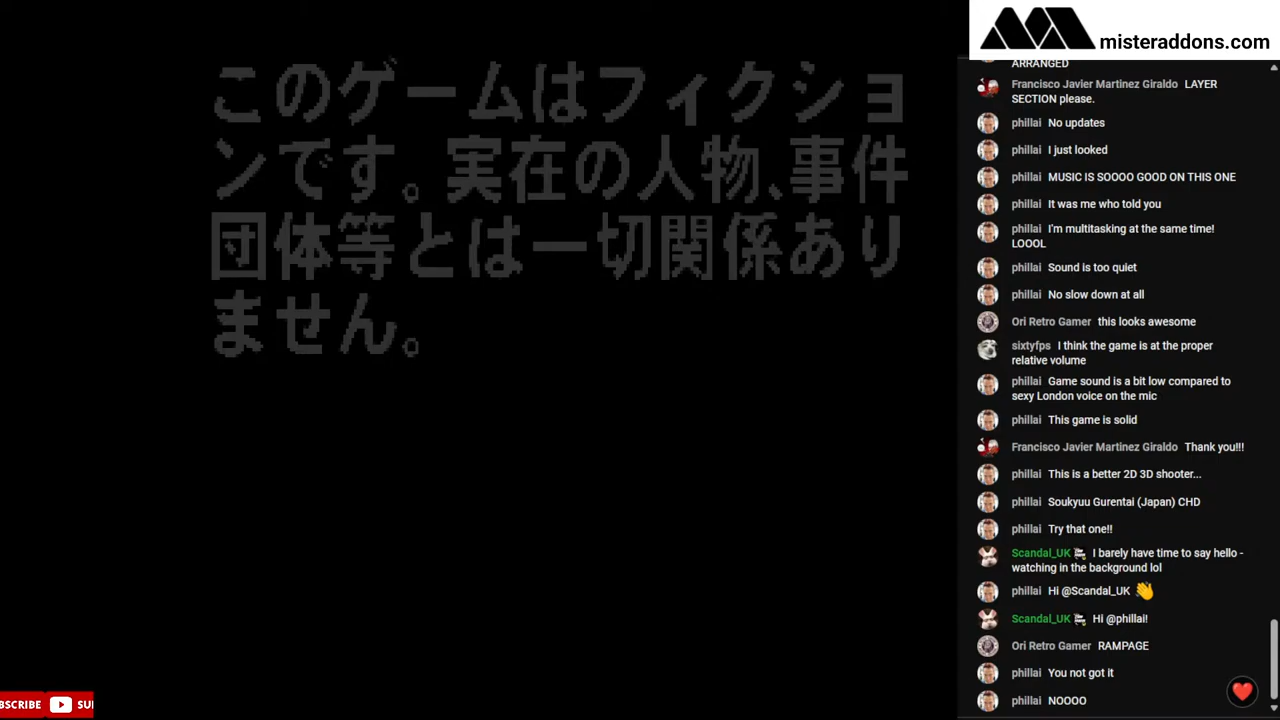 このゲームはフィクショ
ンです。実在の人物、事件
団体等とは一切関係あり
ません。
misteraddons.com
ARRANGED
Francisco Javier Martinez Giraldo LAYER
SECTION please.
phillai No updates
phillai I just looked
phillai MUSIC IS SOOOO GOOD ON THIS ONE
phillai It was me who told you
phillai I'm multitasking at the same time!
LOOOL
phillai Sound is too quiet
phillai No slow down at all
Ori Retro Gamer this looks awesome
sixtyfps I think the game is at the proper
relative volume
phillai Game sound is a bit low compared to
sexy London voice on the mic
phillai This game is solid
Francisco Javier Martinez Giraldo Thank you!!!
phillai This is a better 2D 3D shooter...
phillai Soukyuu Gurentai (Japan) CHD
phillai Try that one!!
Scandal_UK I barely have time to say hello -
watching in the background lol
phillai Hi @Scandal_UK 👋
Scandal_UK Hi @phillai!
Ori Retro Gamer RAMPAGE
phillai You not got it
phillai NOOOO
SCRIBE SU